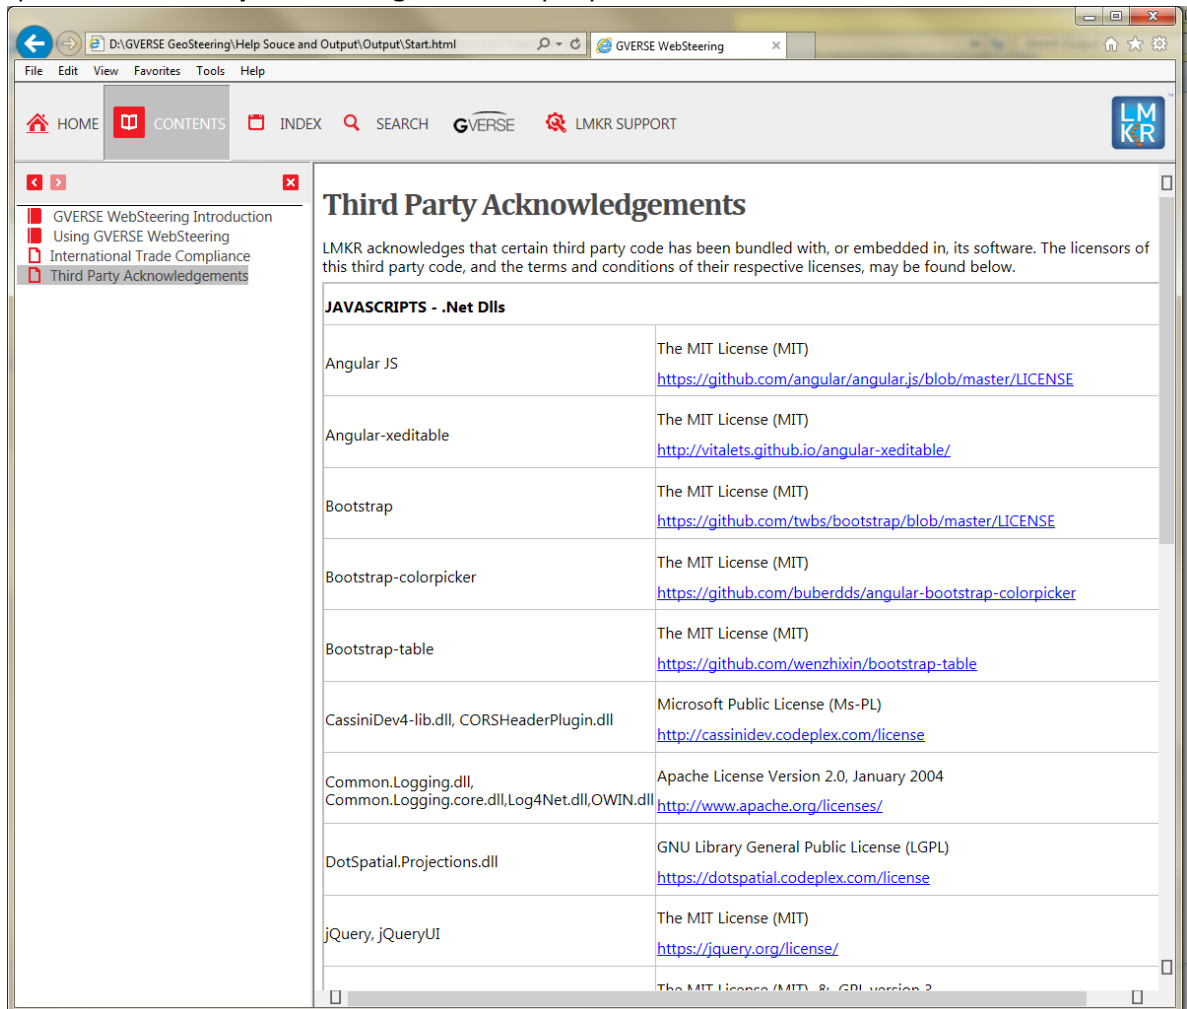 D:\GVERSE GeoSteering\Help Souce and Output\Output\Start.html
GVERSE WebSteering
File Edit View Favorites Tools Help
HOME
CONTENTS
INDEX
SEARCH
GVERSE
LMKR SUPPORT
LM
KR
GVERSE WebSteering Introduction
Using GVERSE WebSteering
International Trade Compliance
Third Party Acknowledgements
Third Party Acknowledgements
LMKR acknowledges that certain third party code has been bundled with, or embedded in, its software. The licensors of
this third party code, and the terms and conditions of their respective licenses, may be found below.
JAVASCRIPTS - .Net Dlls
Angular JS
The MIT License (MIT)
https://github.com/angular/angular.js/blob/master/LICENSE
Angular-xeditable
The MIT License (MIT)
http://vitalets.github.io/angular-xeditable/
Bootstrap
The MIT License (MIT)
https://github.com/twbs/bootstrap/blob/master/LICENSE
Bootstrap-colorpicker
The MIT License (MIT)
https://github.com/buberdds/angular-bootstrap-colorpicker
Bootstrap-table
The MIT License (MIT)
https://github.com/wenzhixin/bootstrap-table
CassiniDev4-lib.dll, CORSHeaderPlugin.dll
Microsoft Public License (Ms-PL)
http://cassinidev.codeplex.com/license
Common.Logging.dll,
Common.Logging.core.dll,Log4Net.dll,OWIN.dll
Apache License Version 2.0, January 2004
http://www.apache.org/licenses/
DotSpatial.Projections.dll
GNU Library General Public License (LGPL)
https://dotspatial.codeplex.com/license
jQuery, jQueryUI
The MIT License (MIT)
https://jquery.org/license/
The MIT License (MIT) & GPL version